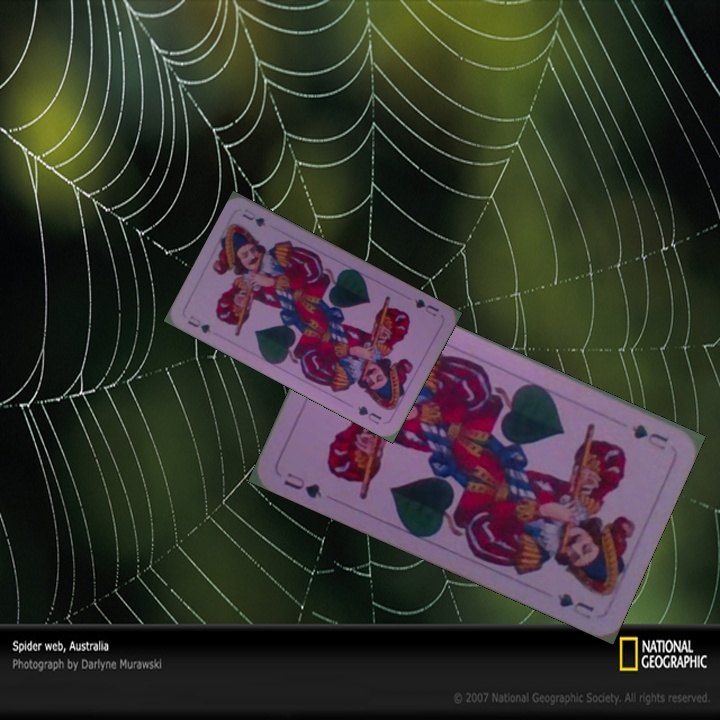 U
U
U
U
U
U
U
Spider web, Australia
Photograph by Darlyne Murawski
NATIONAL
GEOGRAPHIC
© 2007 National Geographic Society. All rights reserved.